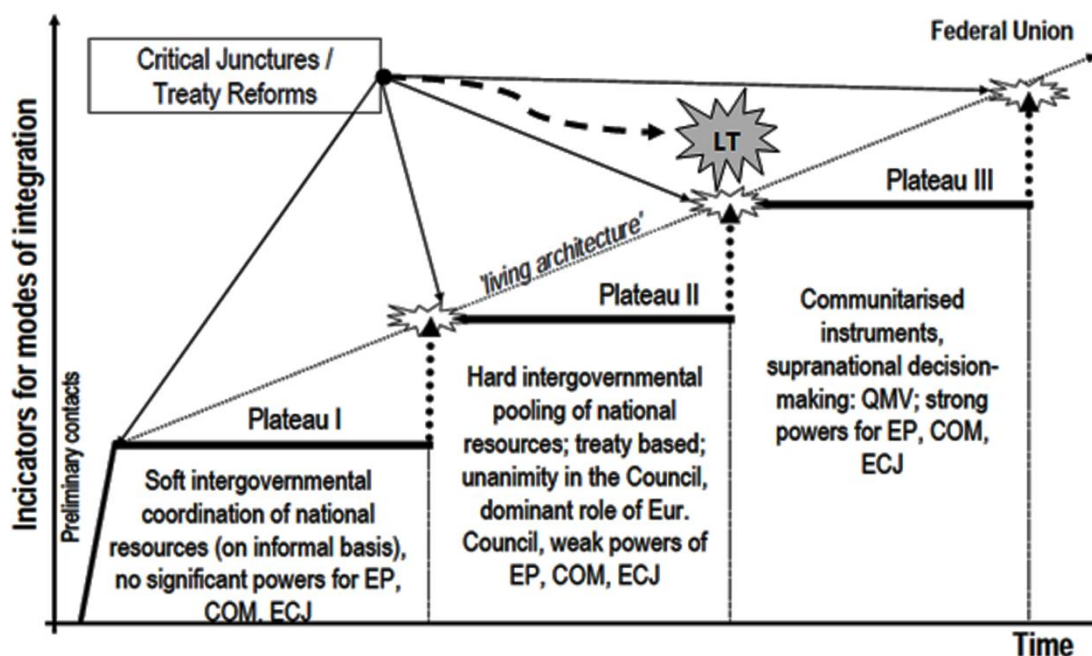 Federal Union
Critical Junctures /
Treaty Reforms
LT
Plateau III
'living architecture'
Plateau II
Communitarised
instruments,
supranational decision-
making: QMV; strong
powers for EP, COM,
ECJ
Hard intergovernmental
pooling of national
resources; treaty based;
unanimity in the Council,
dominant role of Eur.
Council, weak powers of
EP, COM, ECJ
Plateau I
Soft intergovernmental
coordination of national
resources (on informal basis),
no significant powers for EP,
COM, ECJ
Preliminary contacts
Incicators for modes of integration
Time